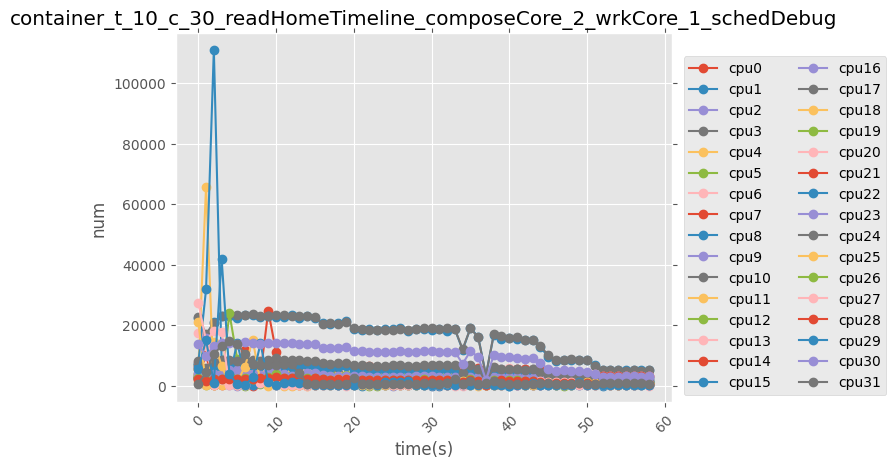 container_t_10_c_30_readHomeTimeline_composeCore_2_wrkCore_1_schedDebug
num
100000
80000
60000
40000
20000
0
0
10
20
30
40
50
60
time(s)
cpu0
cpu1
cpu2
cpu3
cpu4
cpu5
cpu6
cpu7
cpu8
cpu9
cpu10
cpu11
cpu12
cpu13
cpu14
cpu15
cpu16
cpu17
cpu18
cpu19
cpu20
cpu21
cpu22
cpu23
cpu24
cpu25
cpu26
cpu27
cpu28
cpu29
cpu30
cpu31